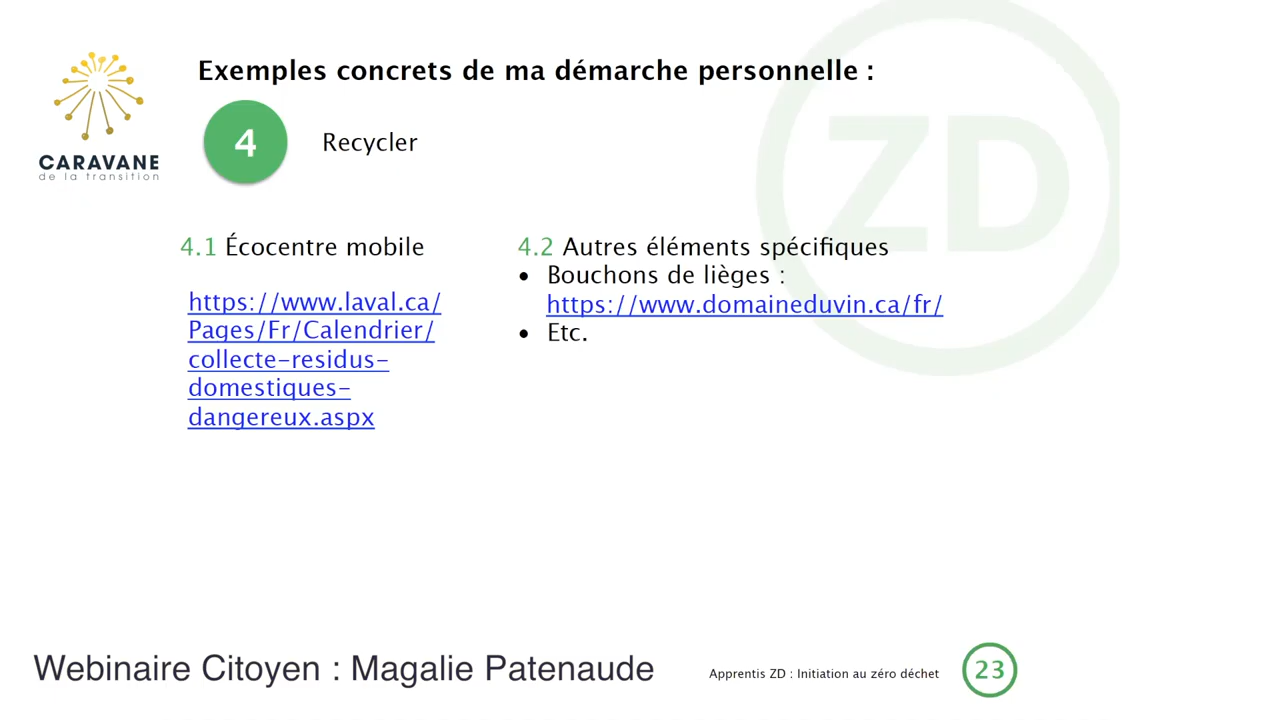 Exemples concrets de ma démarche personnelle :
CARAVANE
de la transition
4
Recycler
ZD
4.1 Écocentre mobile
https://www.laval.ca/
Pages/Fr/Calendrier/
collecte-residus-
domestiques-
dangereux.aspx
4.2 Autres éléments spécifiques
• Bouchons de lièges :
https://www.domaineduvin.ca/fr/
• Etc.
Webinaire Citoyen : Magalie Patenaude
Apprentis ZD : Initiation au zéro déchet
23